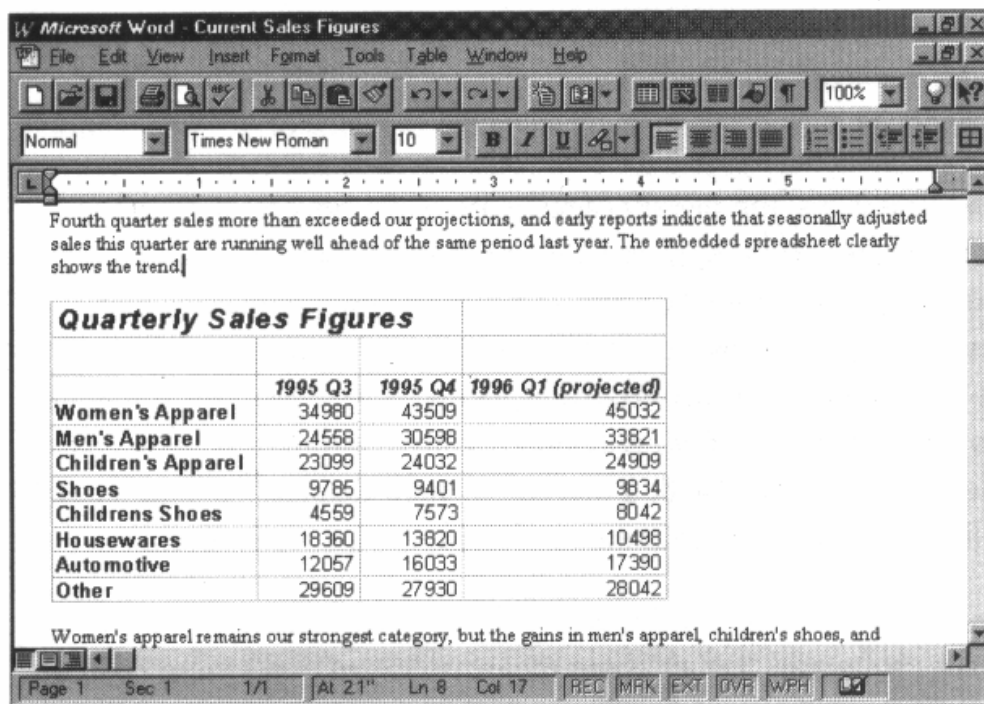 W Microsoft Word - Current Sales Figures
File Edit View Insert Format Tools Table Window Help
ABC 100%
Normal Times New Roman 10 B I U
1 2 3 4 5
Fourth quarter sales more than exceeded our projections, and early reports indicate that seasonally adjusted
sales this quarter are running well ahead of the same period last year. The embedded spreadsheet clearly
shows the trend.
Quarterly Sales Figures
1995 Q3 1995 Q4 1996 Q1 (projected)
Women's Apparel 34980 43509 45032
Men's Apparel 24558 30598 33821
Children's Apparel 23099 24032 24909
Shoes 9785 9401 9834
Childrens Shoes 4559 7573 8042
Housewares 18360 13820 10498
Automotive 12057 16033 17390
Other 29609 27930 28042
Women's apparel remains our strongest category, but the gains in men's apparel, children's shoes, and
Page 1 Sec 1 1/1 At 2.1" Ln 8 Col 17 REC MRK EXT OVR WPH